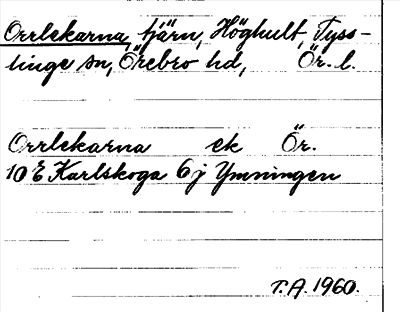 Orrlekarna, tjärn, Höghult, Tyss-
linge sn, Örebro hd, Ör. l.
Orrlekarna ek Ör.
10 E Karlskoga 6 j Ymningen
T.A. 1960.